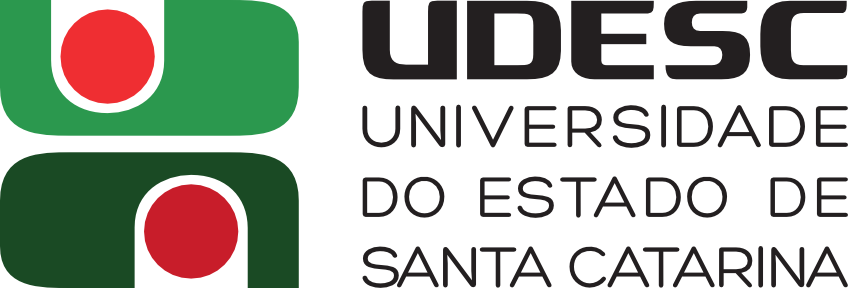 UDESC
UNIVERSIDADE
DO ESTADO DE
SANTA CATARINA